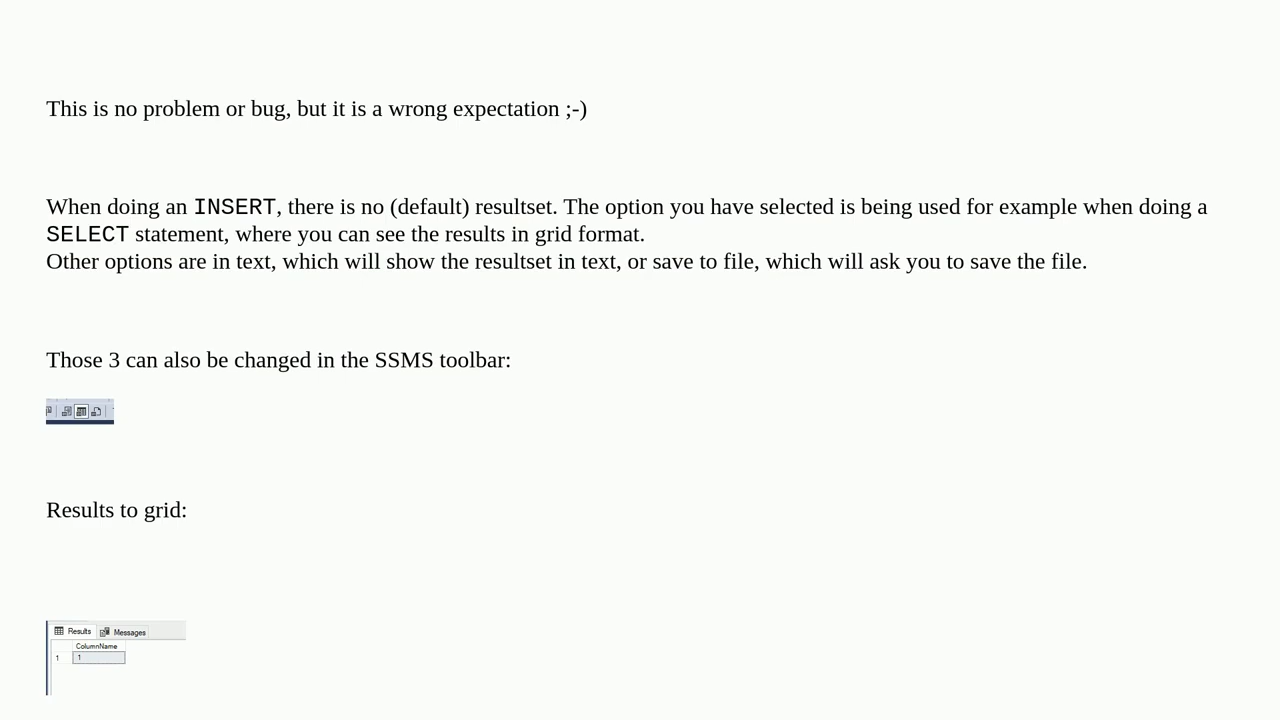 This is no problem or bug, but it is a wrong expectation ;-)
When doing an INSERT, there is no (default) resultset. The option you have selected is being used for example when doing a
SELECT statement, where you can see the results in grid format.
Other options are in text, which will show the resultset in text, or save to file, which will ask you to save the file.
Those 3 can also be changed in the SSMS toolbar:
Results to grid:
Results Messages
ColumnName
1 1